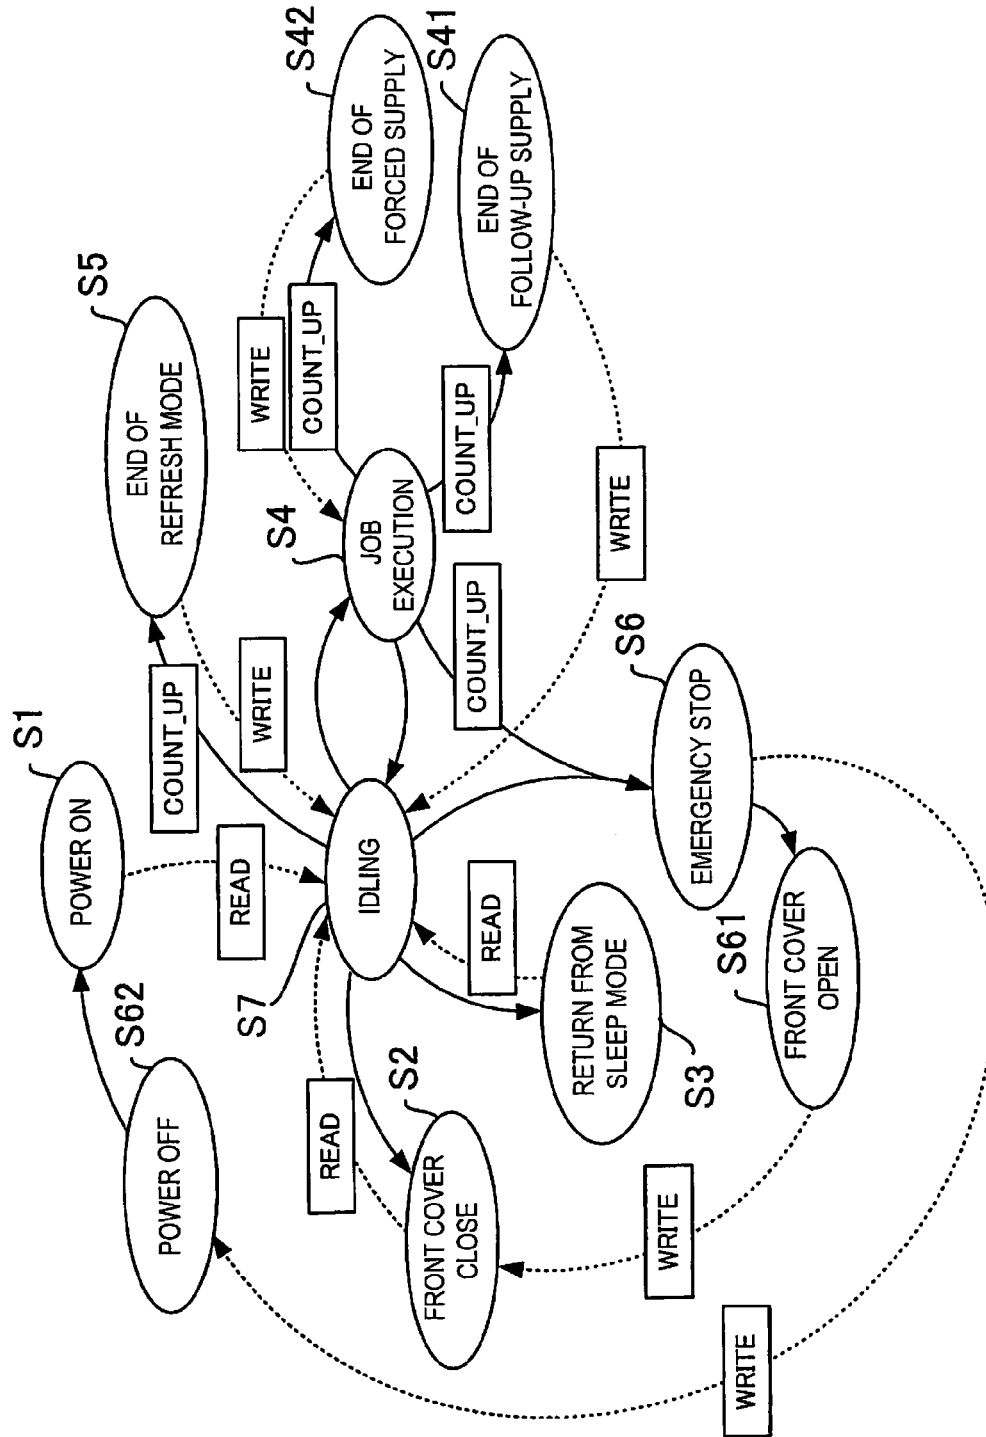 S42
END OF
FORCED SUPPLY
S41
END OF
FOLLOW-UP SUPPLY
S5
END OF
REFRESH MODE
WRITE
COUNT_UP
COUNT_UP
WRITE
S4
JOB
EXECUTION
S1
POWER ON
COUNT_UP
WRITE
COUNT_UP
S6
EMERGENCY STOP
READ
IDLING
S7
READ
RETURN FROM
SLEEP MODE
S3
S61
FRONT COVER
OPEN
S62
POWER OFF
READ
S2
FRONT COVER
CLOSE
WRITE
WRITE